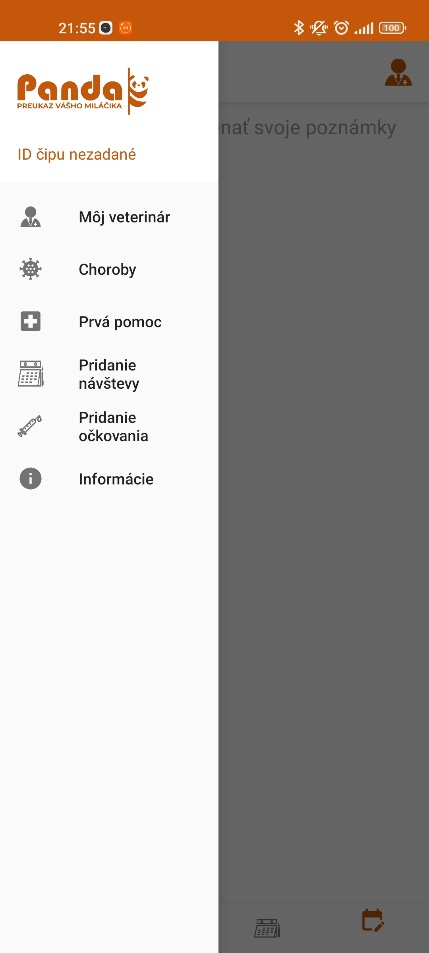 21:55
100
Panda
PREUKAZ VÁŠHO MILÁČIKA
ID čipu nezadané
svoje poznámky
Môj veterinár
Choroby
Prvá pomoc
Pridanie
návštevy
Pridanie
očkovania
Informácie